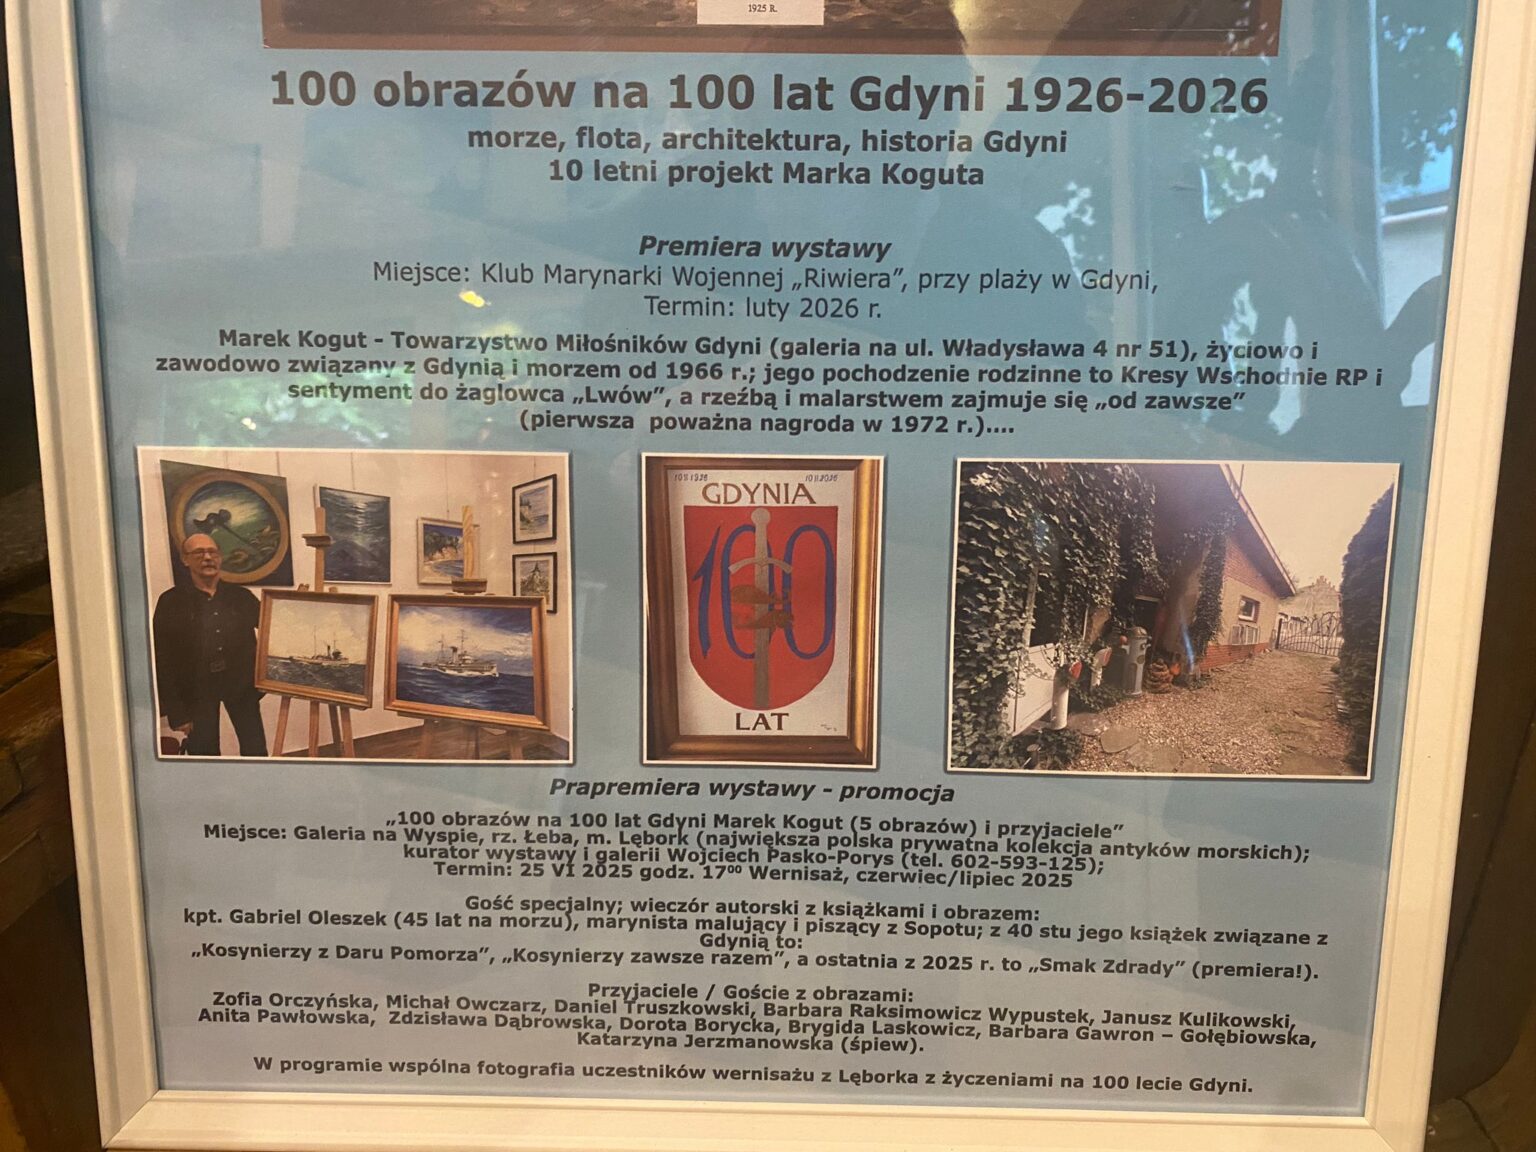 1925 R.
100 obrazów na 100 lat Gdyni 1926-2026
morze, flota, architektura, historia Gdyni
10 letni projekt Marka Koguta
Premiera wystawy
Miejsce: Klub Marynarki Wojennej „Riwiera”, przy plaży w Gdyni,
Termin: luty 2026 r.
Marek Kogut - Towarzystwo Miłośników Gdyni (galeria na ul. Władysława 4 nr 51), życiowo i
zawodowo związany z Gdynią i morzem od 1966 r.; jego pochodzenie rodzinne to Kresy Wschodnie RP i
sentyment do żaglowca „Lwów”, a rzeźbą i malarstwem zajmuje się „od zawsze”
(pierwsza poważna nagroda w 1972 r.)....
10 II 1926 10 II 2026
GDYNIA
100
LAT
Prapremiera wystawy - promocja
„100 obrazów na 100 lat Gdyni Marek Kogut (5 obrazów) i przyjaciele”
Miejsce: Galeria na Wyspie, rz. Łeba, m. Lębork (największa polska prywatna kolekcja antyków morskich);
kurator wystawy i galerii Wojciech Pasko-Porys (tel. 602-593-125);
Termin: 25 VI 2025 godz. 17⁰⁰ Wernisaż, czerwiec/lipiec 2025
Gość specjalny; wieczór autorski z książkami i obrazem:
kpt. Gabriel Oleszek (45 lat na morzu), marynista malujący i piszący z Sopotu; z 40 stu jego książek związane z
Gdynią to:
„Kosynierzy z Daru Pomorza”, „Kosynierzy zawsze razem”, a ostatnia z 2025 r. to „Smak Zdrady” (premiera!).
Przyjaciele / Goście z obrazami:
Zofia Orczyńska, Michał Owczarz, Daniel Truszkowski, Barbara Raksimowicz Wypustek, Janusz Kulikowski,
Anita Pawłowska, Zdzisława Dąbrowska, Dorota Borycka, Brygida Laskowicz, Barbara Gawron – Gołębiowska,
Katarzyna Jerzmanowska (śpiew).
W programie wspólna fotografia uczestników wernisażu z Lęborka z życzeniami na 100 lecie Gdyni.